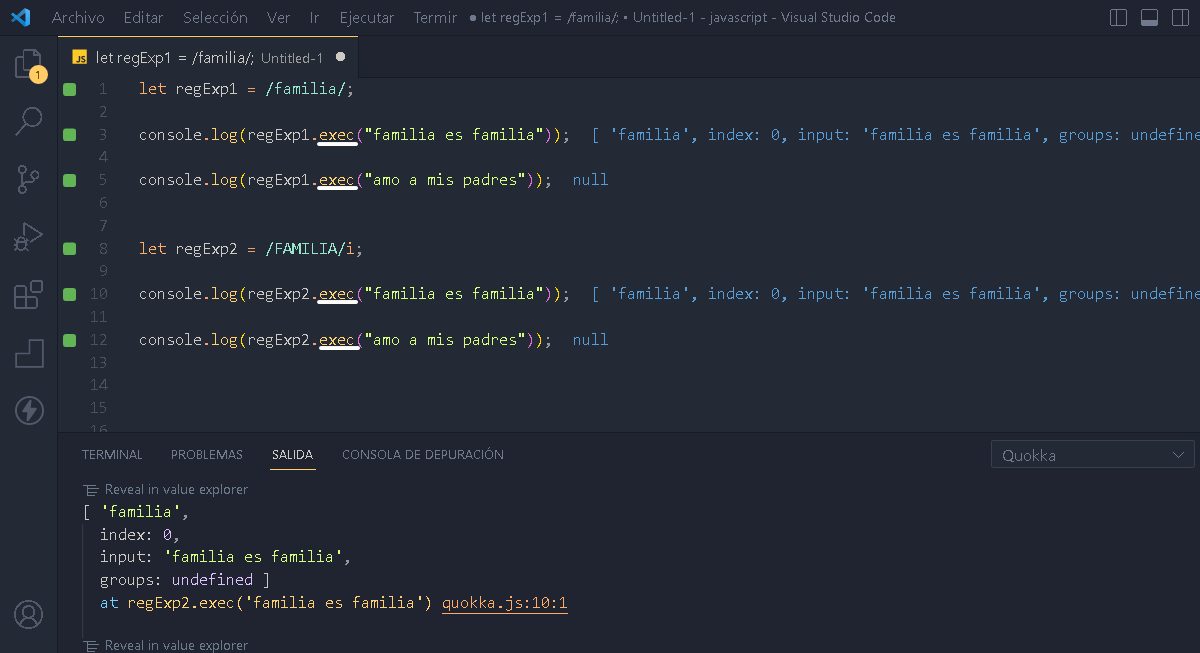 Archivo Editar Selección Ver Ir Ejecutar Termir ● let regExp1 = /familia/; • Untitled-1 - javascript - Visual Studio Code
JS let regExp1 = /familia/; Untitled-1 ●
1
1 let regExp1 = /familia/;
2
3 console.log(regExp1.exec("familia es familia")); [ 'familia', index: 0, input: 'familia es familia', groups: undefine
4
5 console.log(regExp1.exec("amo a mis padres")); null
6
7
8 let regExp2 = /FAMILIA/i;
9
10 console.log(regExp2.exec("familia es familia")); [ 'familia', index: 0, input: 'familia es familia', groups: undefine
11
12 console.log(regExp2.exec("amo a mis padres")); null
13
14
15
16
TERMINAL PROBLEMAS SALIDA CONSOLA DE DEPURACIÓN Quokka
Reveal in value explorer
[ 'familia',
index: 0,
input: 'familia es familia',
groups: undefined ]
at regExp2.exec('familia es familia') quokka.js:10:1
Reveal in value explorer